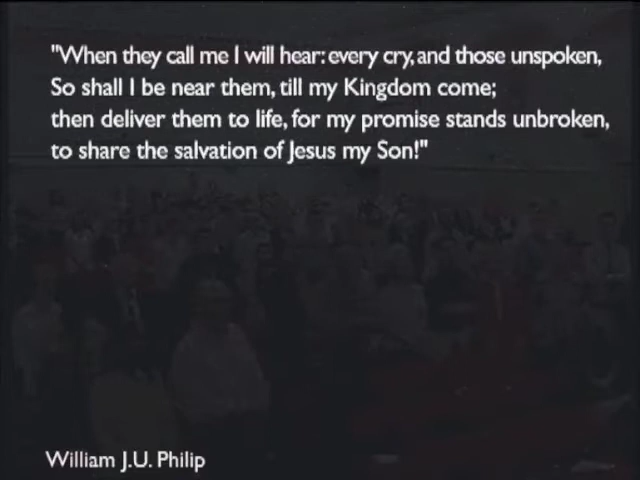 "When they call me I will hear: every cry, and those unspoken,
So shall I be near them, till my Kingdom come;
then deliver them to life, for my promise stands unbroken,
to share the salvation of Jesus my Son!"
William J.U. Philip